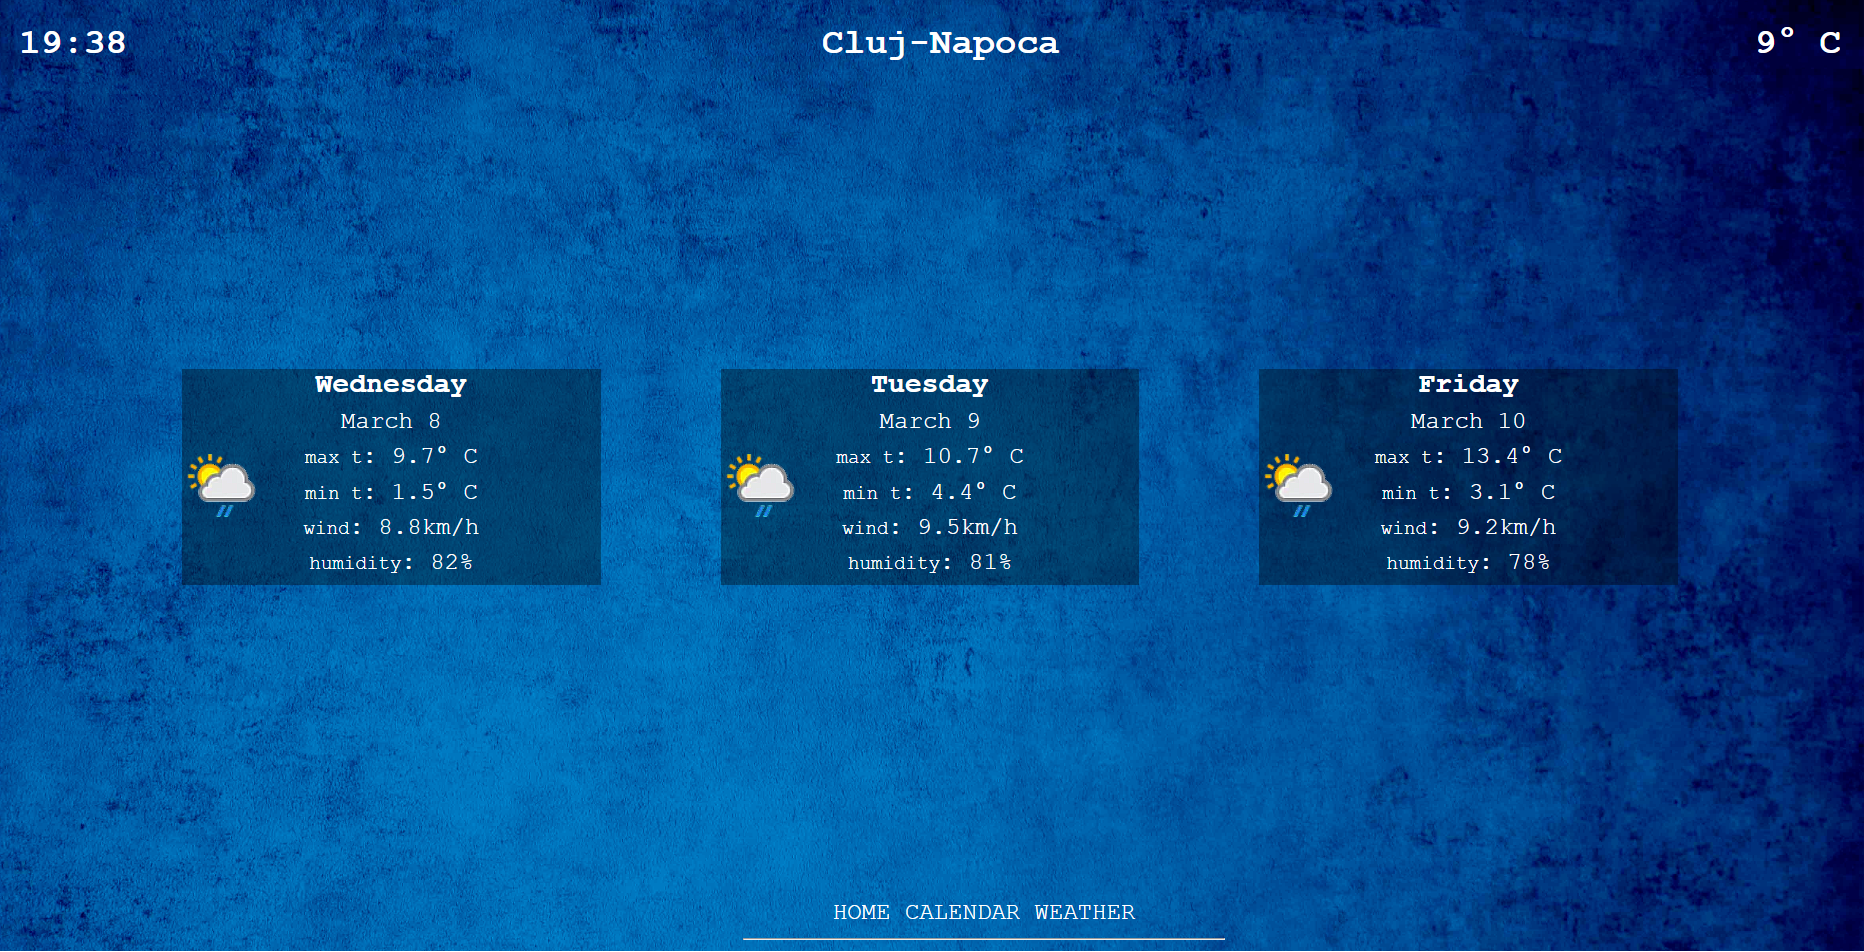 19:38
Cluj-Napoca
9° C
Wednesday
March 8
max t: 9.7° C
min t: 1.5° C
wind: 8.8km/h
humidity: 82%
Tuesday
March 9
max t: 10.7° C
min t: 4.4° C
wind: 9.5km/h
humidity: 81%
Friday
March 10
max t: 13.4° C
min t: 3.1° C
wind: 9.2km/h
humidity: 78%
HOME CALENDAR WEATHER